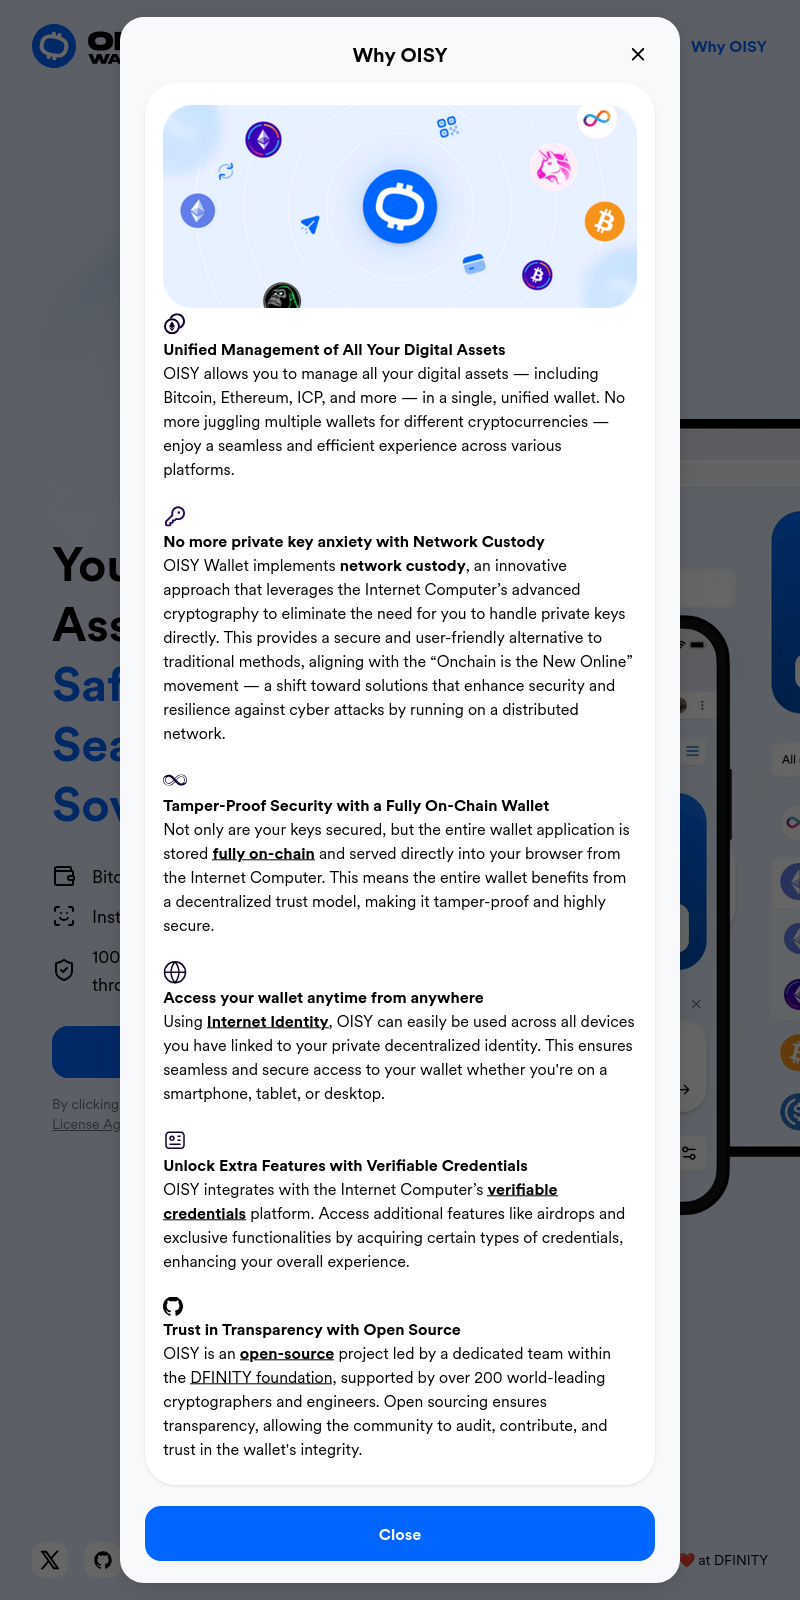 Why OISY
Why OISY
Unified Management of All Your Digital Assets
OISY allows you to manage all your digital assets — including
Bitcoin, Ethereum, ICP, and more — in a single, unified wallet. No
more juggling multiple wallets for different cryptocurrencies —
enjoy a seamless and efficient experience across various
platforms.
No more private key anxiety with Network Custody
OISY Wallet implements network custody, an innovative
approach that leverages the Internet Computer’s advanced
cryptography to eliminate the need for you to handle private keys
directly. This provides a secure and user-friendly alternative to
traditional methods, aligning with the “Onchain is the New Online”
movement — a shift toward solutions that enhance security and
resilience against cyber attacks by running on a distributed
network.
Tamper-Proof Security with a Fully On-Chain Wallet
Not only are your keys secured, but the entire wallet application is
stored fully on-chain and served directly into your browser from
the Internet Computer. This means the entire wallet benefits from
a decentralized trust model, making it tamper-proof and highly
secure.
Access your wallet anytime from anywhere
Using Internet Identity, OISY can easily be used across all devices
you have linked to your private decentralized identity. This ensures
seamless and secure access to your wallet whether you're on a
smartphone, tablet, or desktop.
Unlock Extra Features with Verifiable Credentials
OISY integrates with the Internet Computer’s verifiable
credentials platform. Access additional features like airdrops and
exclusive functionalities by acquiring certain types of credentials,
enhancing your overall experience.
Trust in Transparency with Open Source
OISY is an open-source project led by a dedicated team within
the DFINITY foundation, supported by over 200 world-leading
cryptographers and engineers. Open sourcing ensures
transparency, allowing the community to audit, contribute, and
trust in the wallet's integrity.
Close
100
By clicking
License
All
at DFINITY